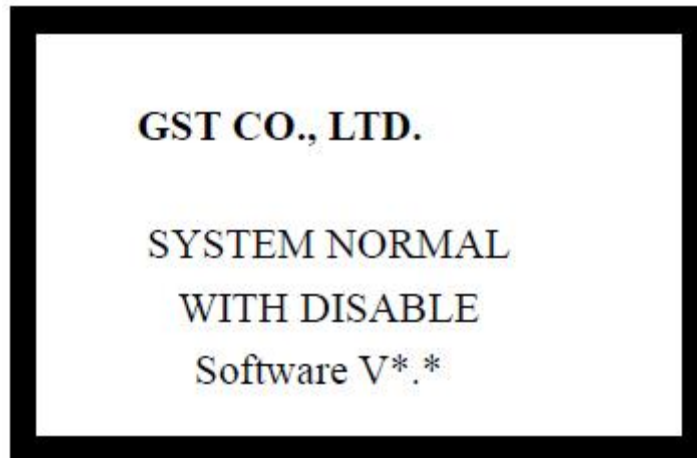 GST CO., LTD.
SYSTEM NORMAL
WITH DISABLE
Software V*.*